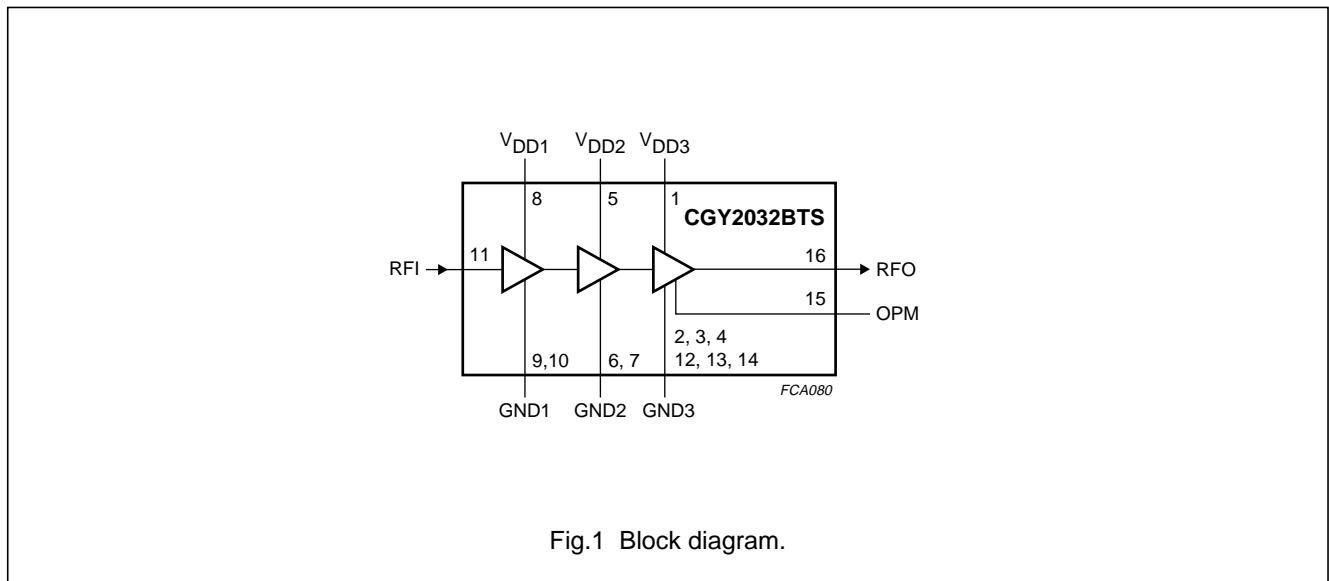 VDD1 VDD2 VDD3
8 5 1
CGY2032BTS
RFI 11 16 RFO
15 OPM
2, 3, 4
9,10 6, 7 12, 13, 14
FCA080
GND1 GND2 GND3
Fig.1 Block diagram.